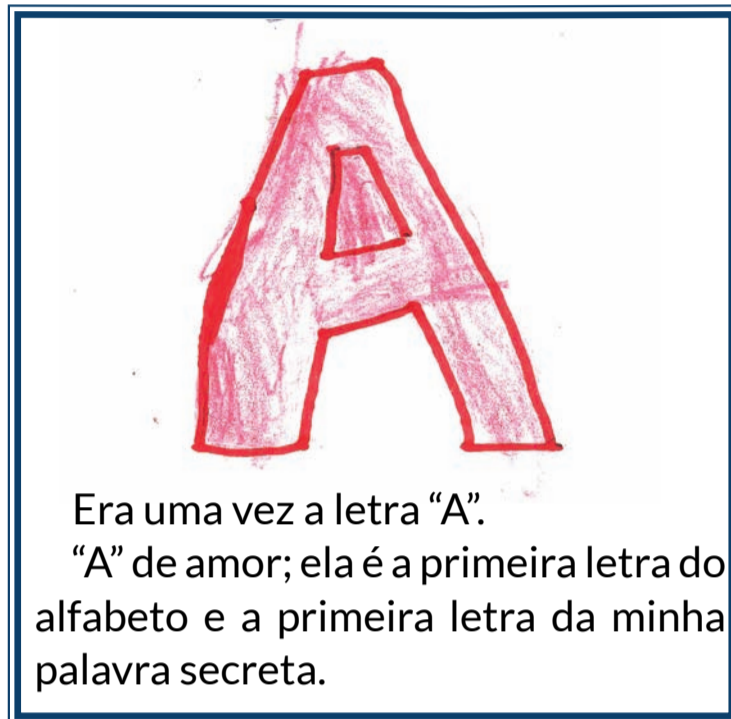 A
Era uma vez a letra “A”.
“A” de amor; ela é a primeira letra do
alfabeto e a primeira letra da minha
palavra secreta.